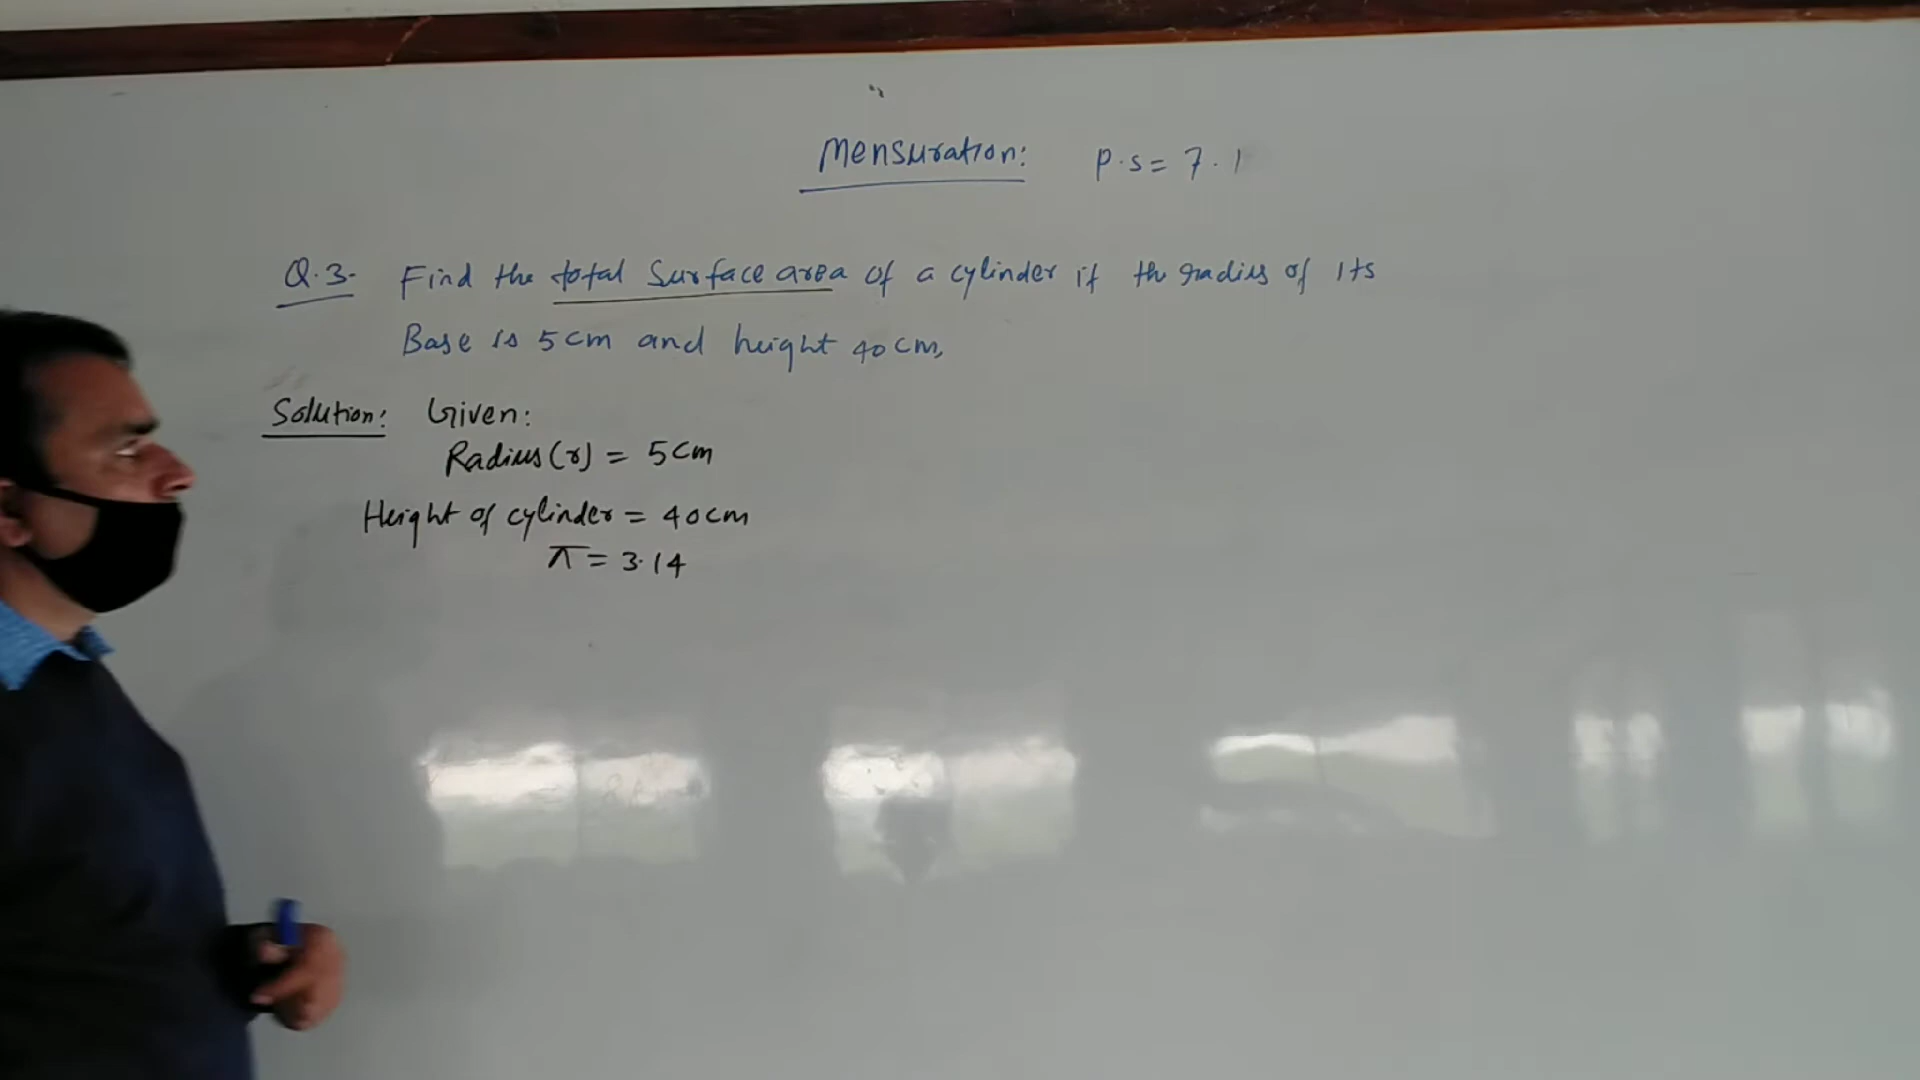 Mensuration: P.S = 7.1
Q.3. Find the total Surface area of a cylinder if the radius of Its
Base is 5cm and height 40cm,
Solution: Given:
Radius (r) = 5cm
Height of cylinder = 40cm
π = 3.14